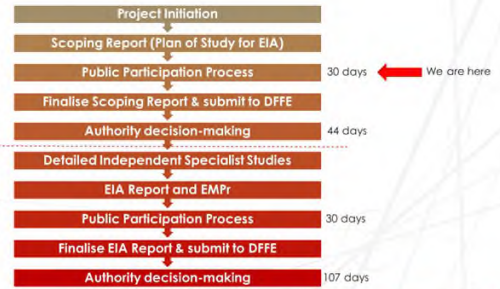 Project Initiation
Scoping Report (Plan of Study for EIA)
Public Participation Process 30 days We are here
Finalise Scoping Report & submit to DFFE
Authority decision-making 44 days
Detailed Independent Specialist Studies
EIA Report and EMPr
Public Participation Process 30 days
Finalise EIA Report & submit to DFFE
Authority decision-making 107 days